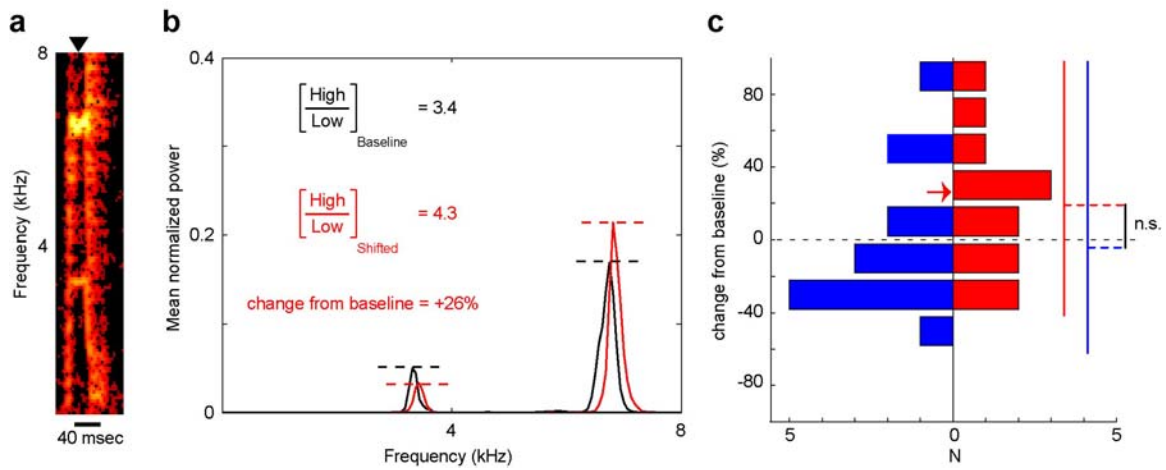 a
8
4
Frequency (kHz)
40 msec
b
0.4
0.2
0
Mean normalized power
[High/Low]Baseline = 3.4
[High/Low]Shifted = 4.3
change from baseline = +26%
4
8
Frequency (kHz)
c
80
40
0
-40
-80
change from baseline (%)
n.s.
5
0
5
N